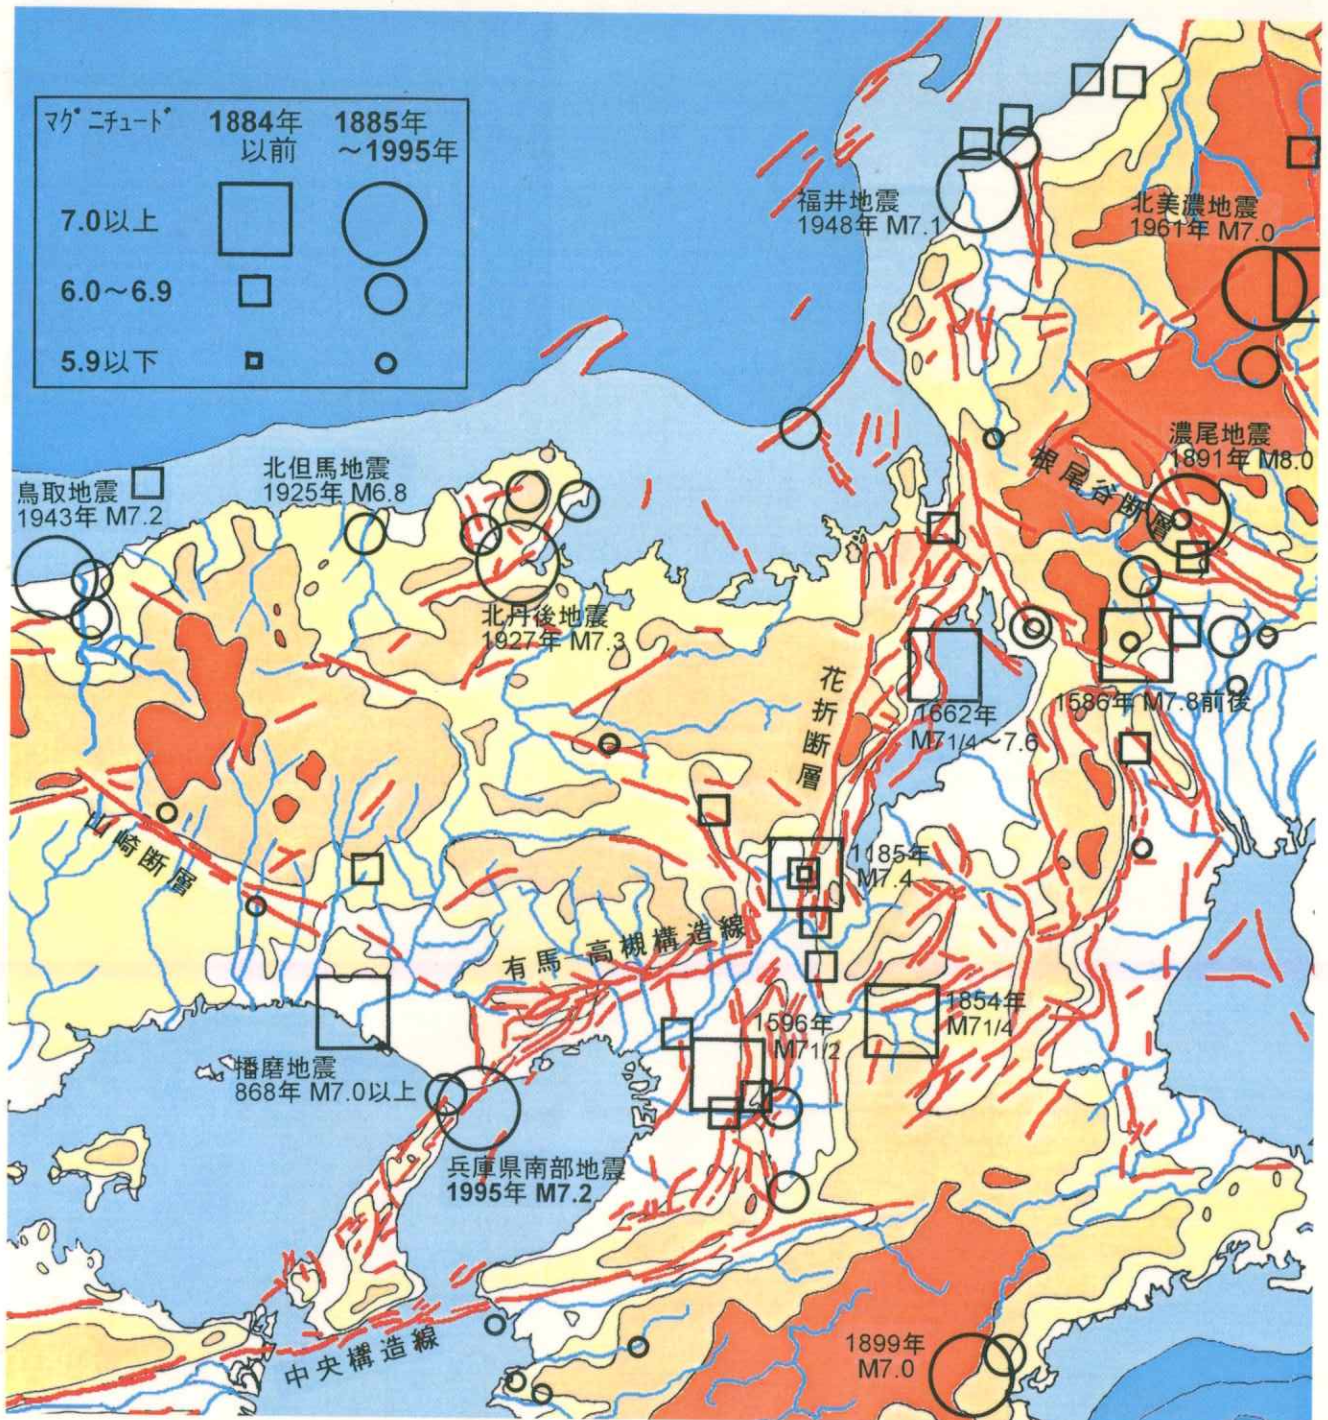 マグニチュード
1884年
以前
1885年
～1995年
7.0以上
6.0～6.9
5.9以下
福井地震
1948年 M7.1
北美濃地震
1961年 M7.0
濃尾地震
1891年 M8.0
根尾谷断層
鳥取地震
1943年 M7.2
北但馬地震
1925年 M6.8
北丹後地震
1927年 M7.3
花折断層
1662年
M71/4～7.6
1586年 M7.8前後
山崎断層
1185年
M7.4
有馬－高槻構造線
1596年
M71/2
1854年
M71/4
播磨地震
868年 M7.0以上
兵庫県南部地震
1995年 M7.2
中央構造線
1899年
M7.0